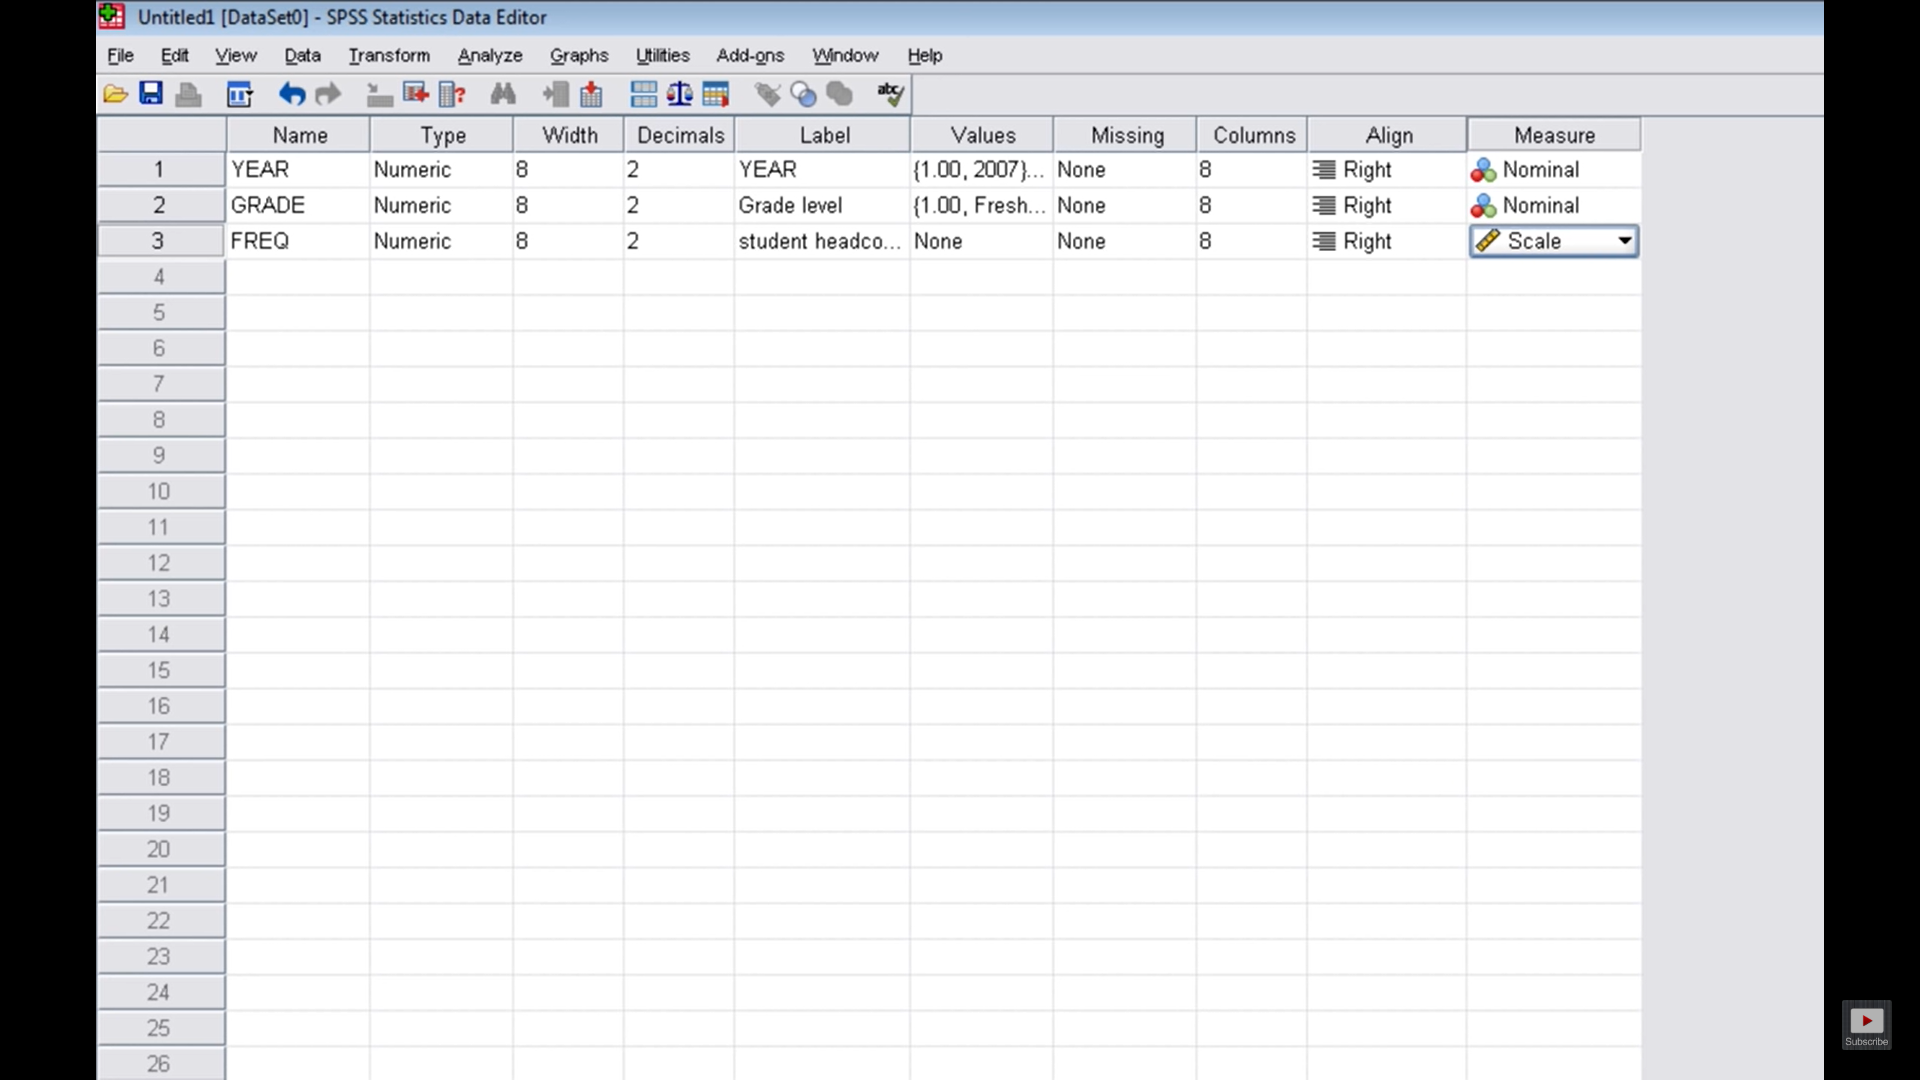 Untitled1 [DataSet0] - SPSS Statistics Data Editor
File Edit View Data Transform Analyze Graphs Utilities Add-ons Window Help
abc
Name Type Width Decimals Label Values Missing Columns Align Measure
1 YEAR Numeric 8 2 YEAR {1.00, 2007}... None 8 Right Nominal
2 GRADE Numeric 8 2 Grade level {1.00, Fresh... None 8 Right Nominal
3 FREQ Numeric 8 2 student headco... None None 8 Right Scale
4
5
6
7
8
9
10
11
12
13
14
15
16
17
18
19
20
21
22
23
24
25
26
Subscribe